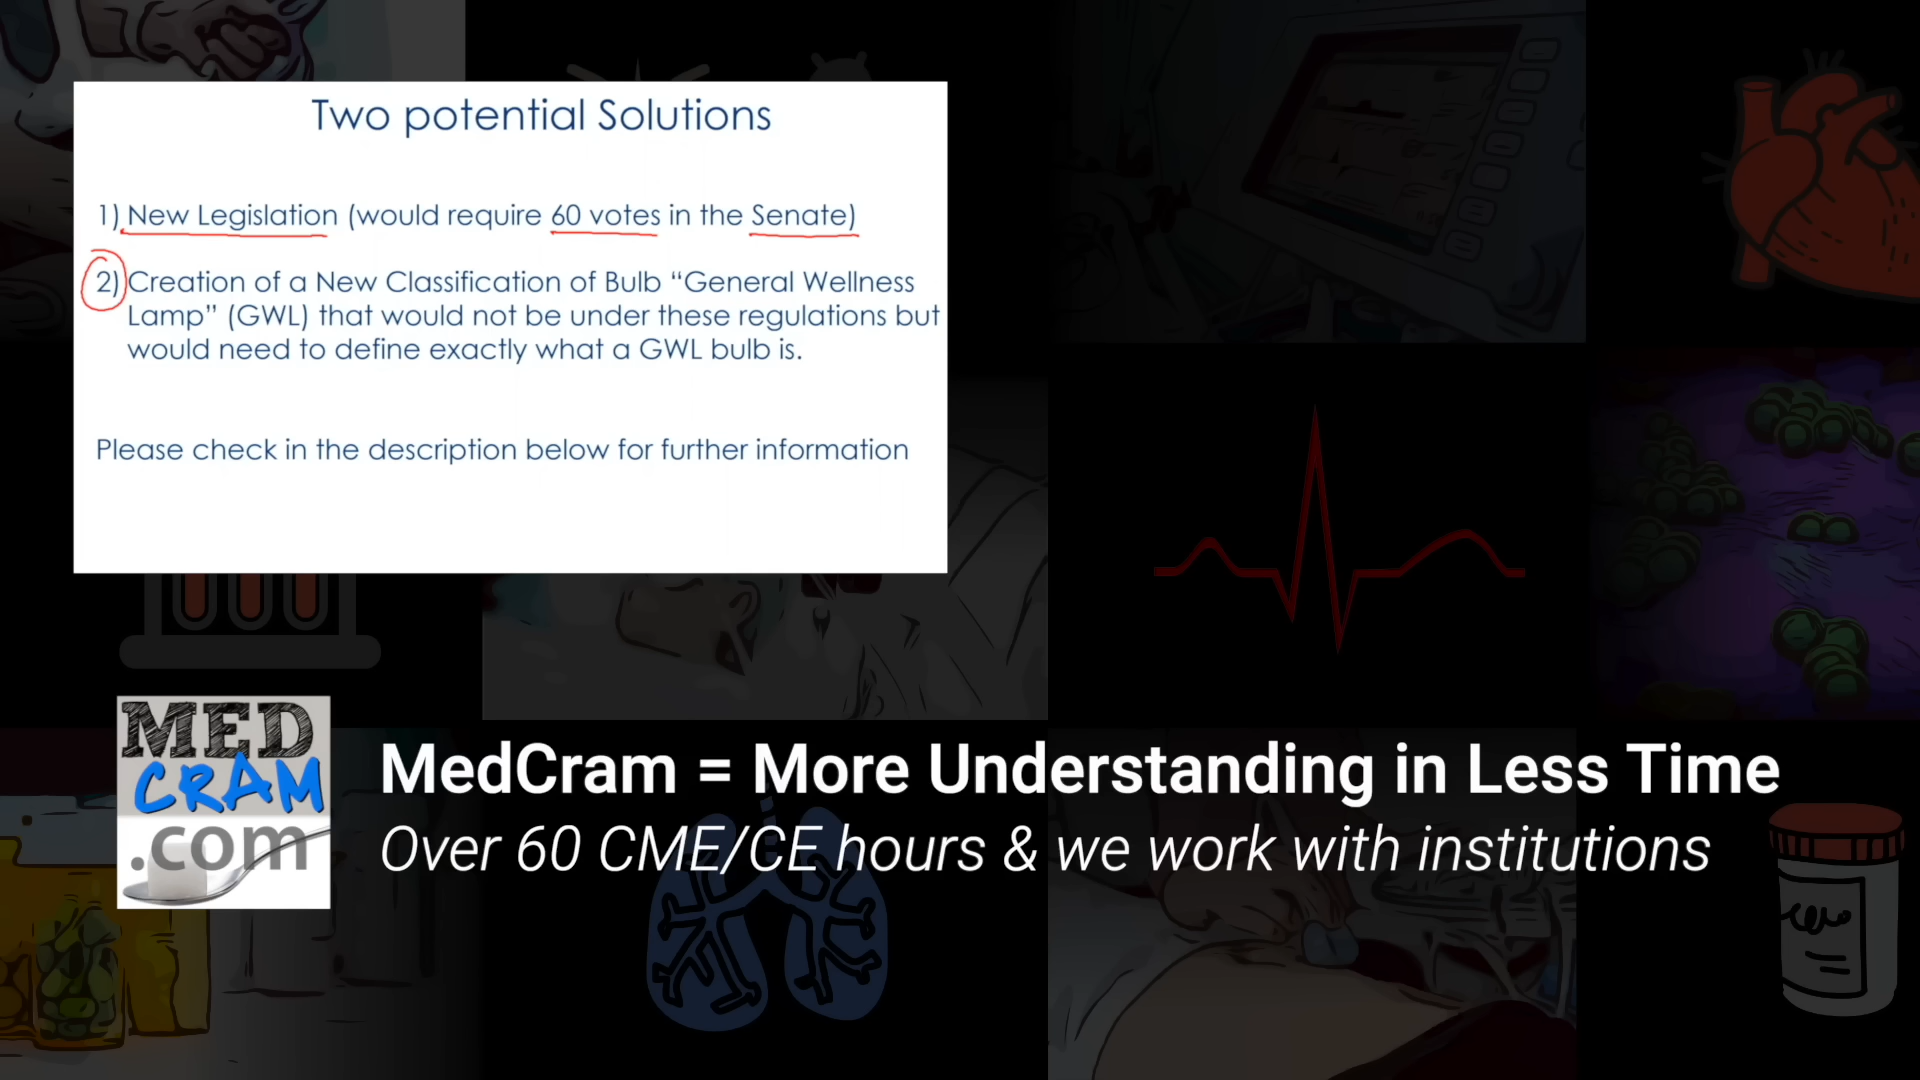 Two potential Solutions
1) New Legislation (would require 60 votes in the Senate)
2) Creation of a New Classification of Bulb “General Wellness
Lamp” (GWL) that would not be under these regulations but
would need to define exactly what a GWL bulb is.
Please check in the description below for further information
MED
CRAM
.com
MedCram = More Understanding in Less Time
Over 60 CME/CE hours & we work with institutions